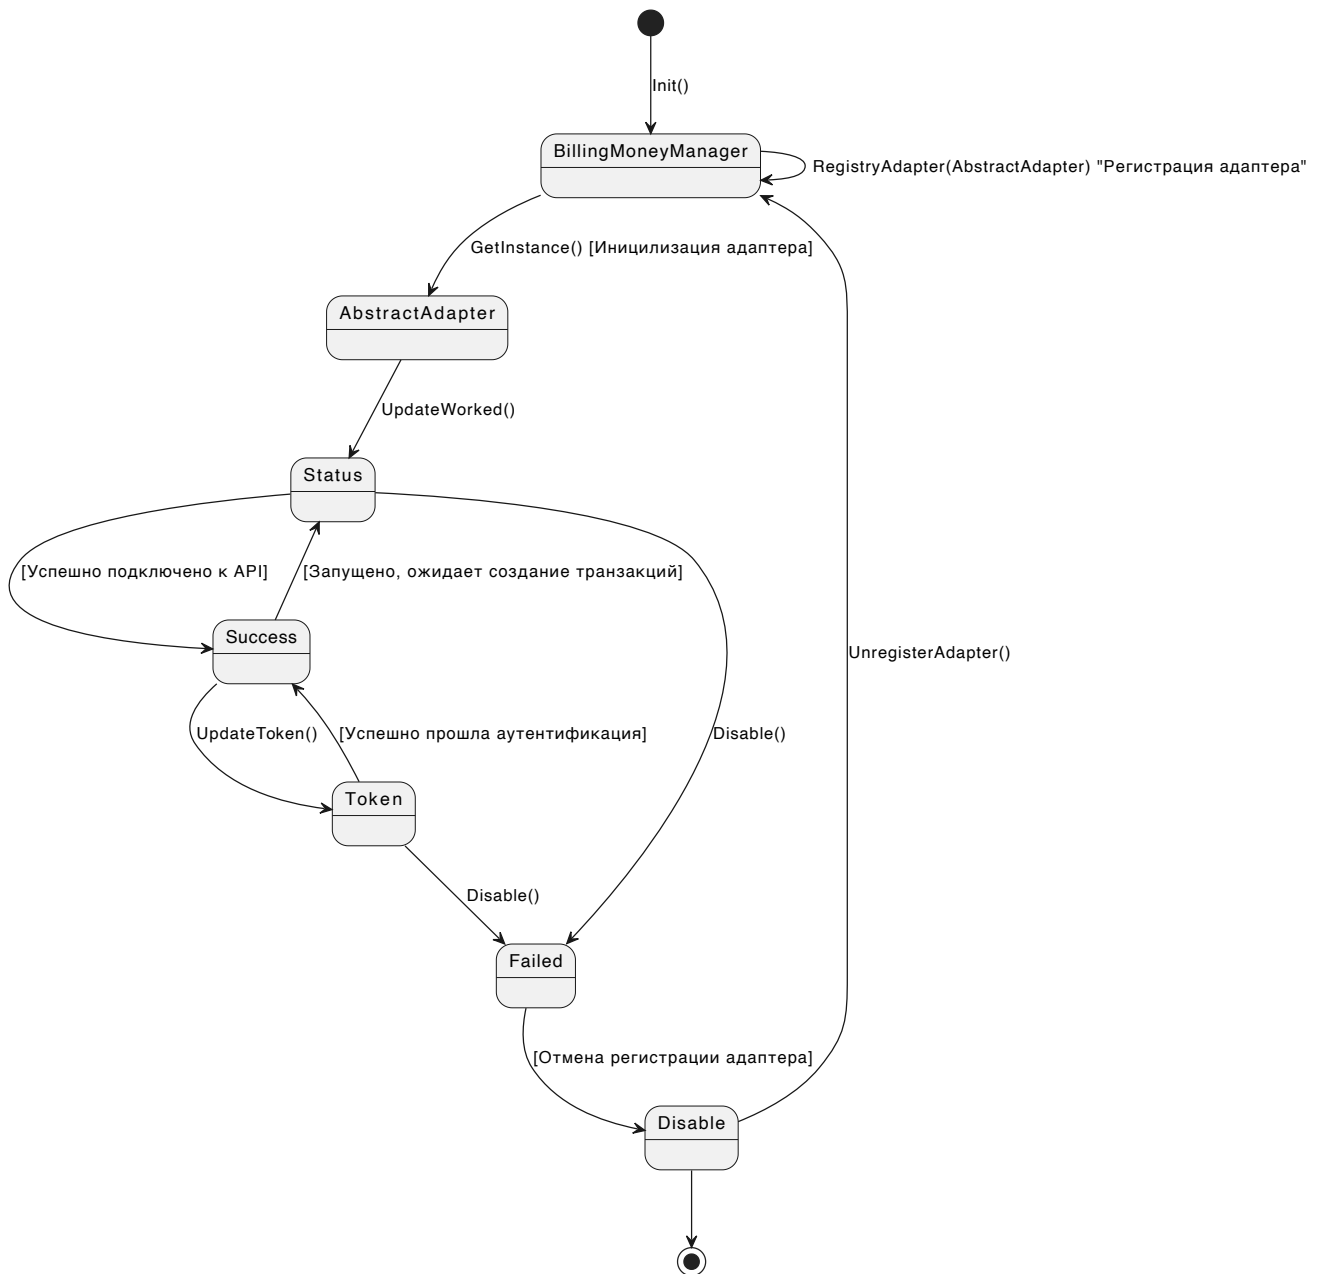 Init()
BillingMoneyManager
RegistryAdapter(AbstractAdapter) "Регистрация адаптера"
GetInstance() [Иницилизация адаптера]
AbstractAdapter
UpdateWorked()
Status
[Успешно подключено к API]
[Запущено, ожидает создание транзакций]
Success
UnregisterAdapter()
UpdateToken()
[Успешно прошла аутентификация]
Disable()
Token
Disable()
Failed
[Отмена регистрации адаптера]
Disable